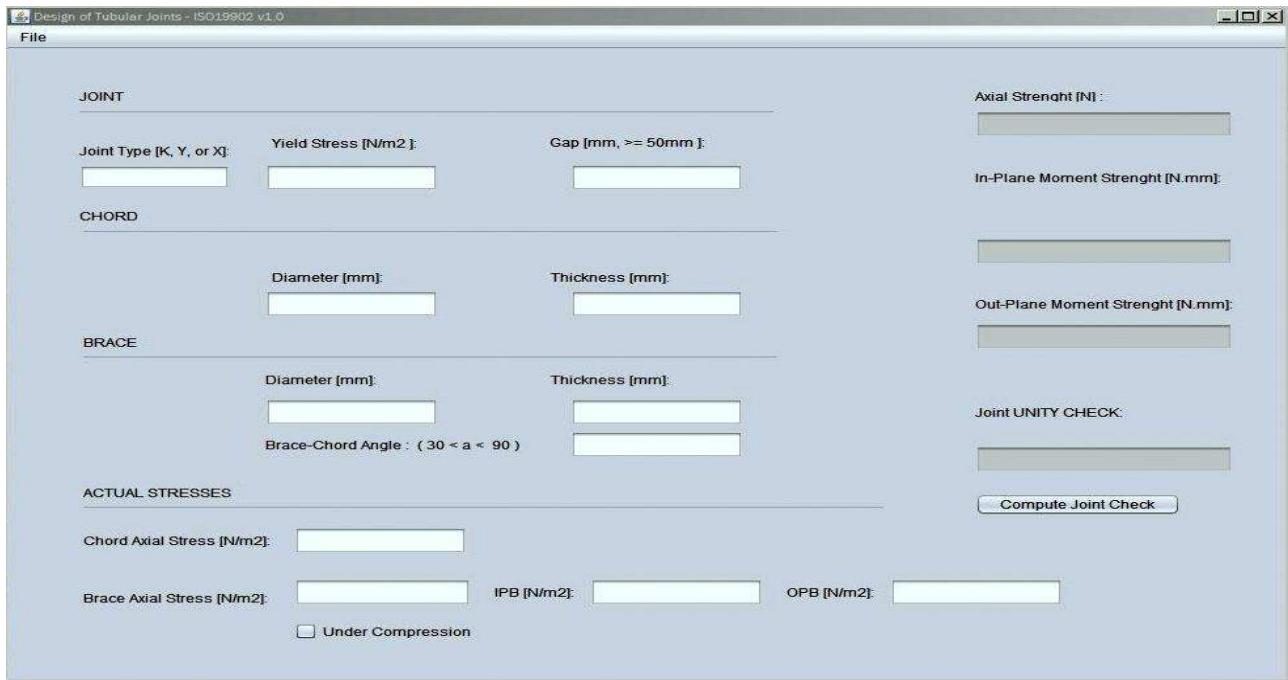 Design of Tubular Joints - ISO19902 v1.0
File
JOINT
Joint Type [K, Y, or X]:
Yield Stress [N/m2 ]:
Gap [mm, >= 50mm ]:
CHORD
Diameter [mm]:
Thickness [mm]:
BRACE
Diameter [mm]:
Thickness [mm]:
Brace-Chord Angle : ( 30 < a < 90 )
ACTUAL STRESSES
Chord Axial Stress [N/m2]:
Brace Axial Stress [N/m2]:
IPB [N/m2]:
OPB [N/m2]:
Under Compression
Axial Strenght [N] :
In-Plane Moment Strenght [N.mm]:
Out-Plane Moment Strenght [N.mm]:
Joint UNITY CHECK:
Compute Joint Check